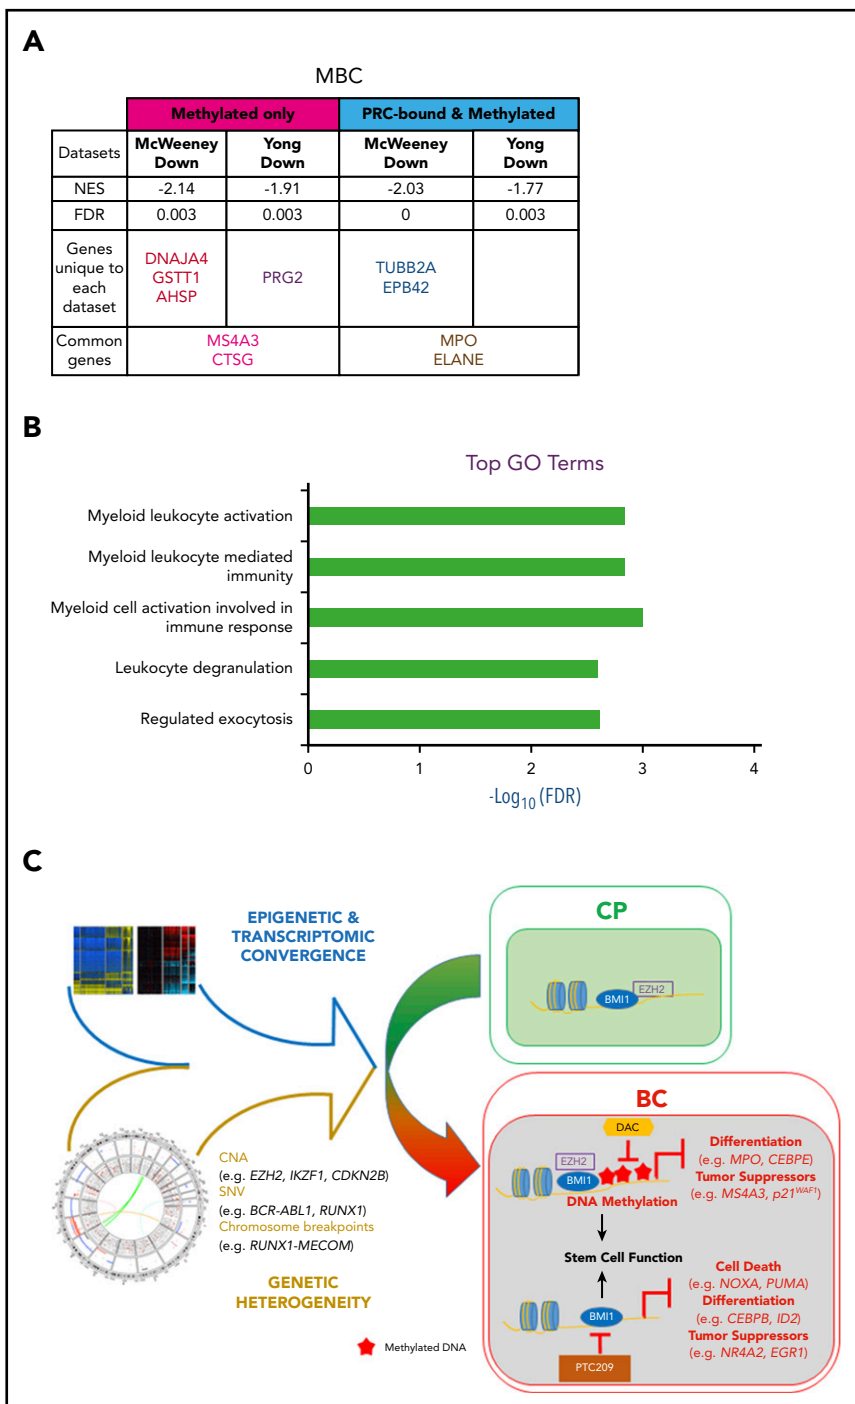 A
MBC
Methylated only PRC-bound & Methylated
Datasets McWeeney Down Yong Down McWeeney Down Yong Down
NES -2.14 -1.91 -2.03 -1.77
FDR 0.003 0.003 0 0.003
Genes unique to each dataset DNAJA4 GSTT1 AHSP PRG2 TUBB2A EPB42
Common genes MS4A3 CTSG MPO ELANE
B
Top GO Terms
Myeloid leukocyte activation
Myeloid leukocyte mediated
immunity
Myeloid cell activation involved in
immune response
Leukocyte degranulation
Regulated exocytosis
0 1 2 3 4
-Log10 (FDR)
C
EPIGENETIC &
TRANSCRIPTOMIC
CONVERGENCE
CNA
(e.g. EZH2, IKZF1, CDKN2B)
SNV
(e.g. BCR-ABL1, RUNX1)
Chromosome breakpoints
(e.g. RUNX1-MECOM)
GENETIC
HETEROGENEITY
Methylated DNA
CP
EZH2
BMI1
BC
DAC
EZH2
BMI1
DNA Methylation
Differentiation
(e.g. MPO, CEBPE)
Tumor Suppressors
(e.g. MS4A3, p21WAF1)
Stem Cell Function
BMI1
PTC209
Cell Death
(e.g. NOXA, PUMA)
Differentiation
(e.g. CEBPB, ID2)
Tumor Suppressors
(e.g. NR4A2, EGR1)